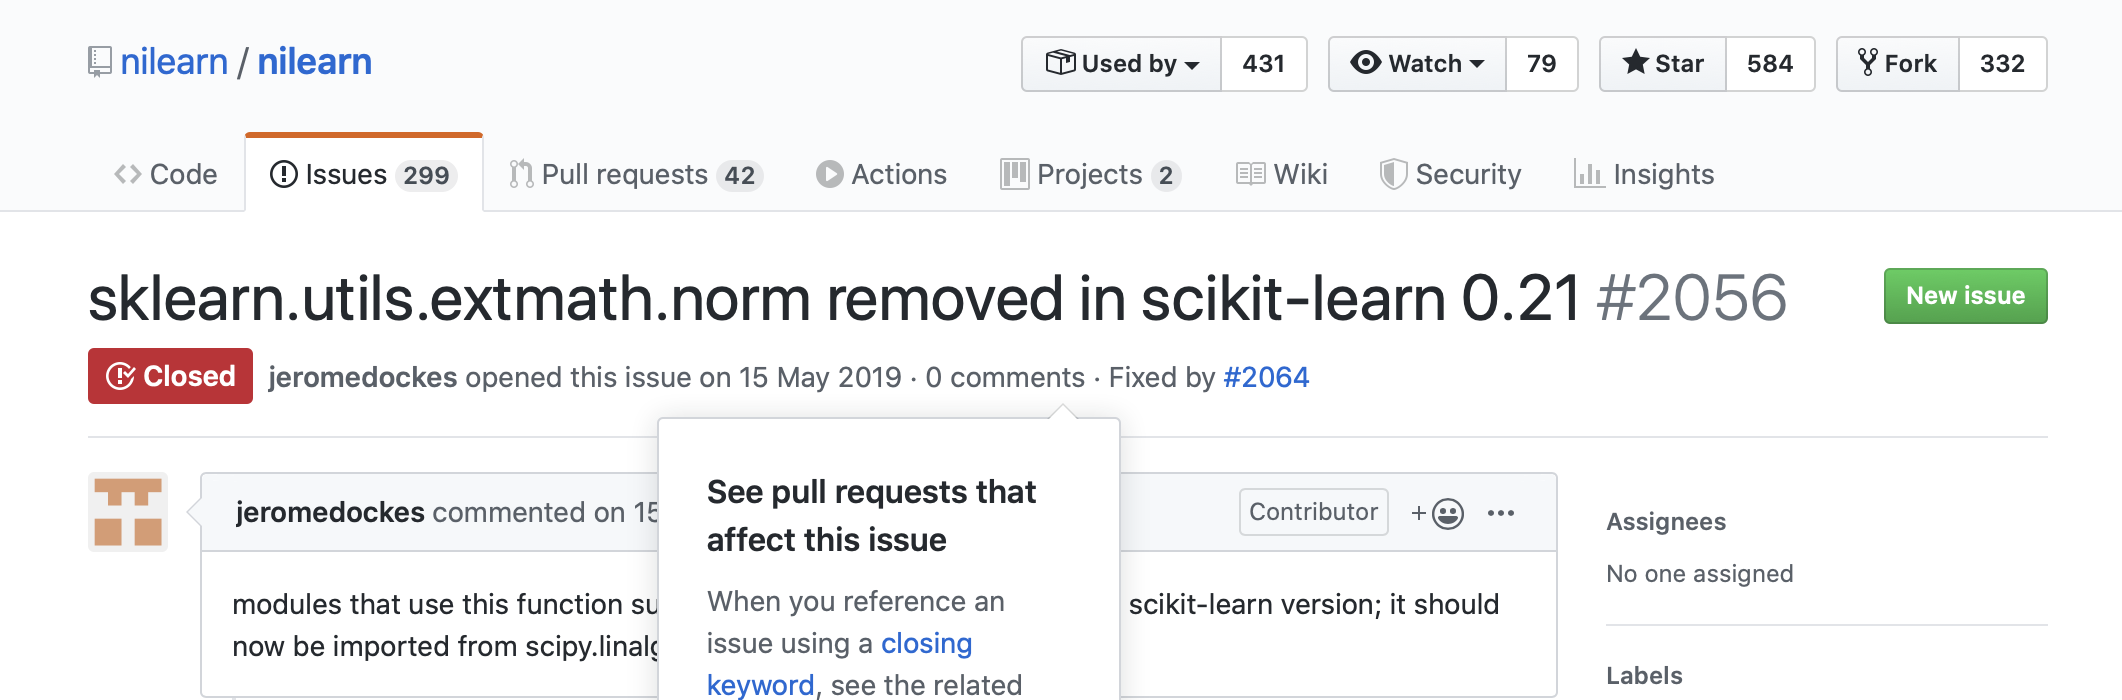 nilearn / nilearn
Used by 431 Watch 79 Star 584 Fork 332
Code Issues 299 Pull requests 42 Actions Projects 2 Wiki Security Insights
sklearn.utils.extmath.norm removed in scikit-learn 0.21 #2056
New issue
Closed jeromedockes opened this issue on 15 May 2019 · 0 comments · Fixed by #2064
jeromedockes commented on 15
Contributor
modules that use this function
scikit-learn version; it should
now be imported from
See pull requests that
affect this issue
When you reference an
issue using a closing
keyword, see the related
Assignees
No one assigned
Labels